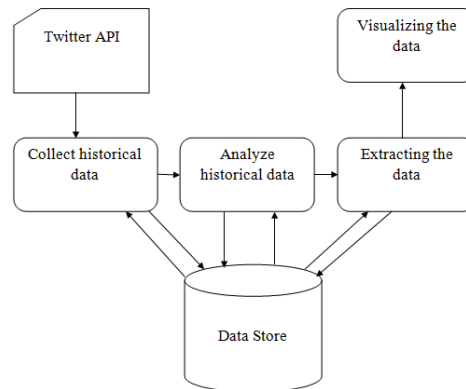 Twitter API
Visualizing the
data
Collect historical
data
Analyze
historical data
Extracting the
data
Data Store